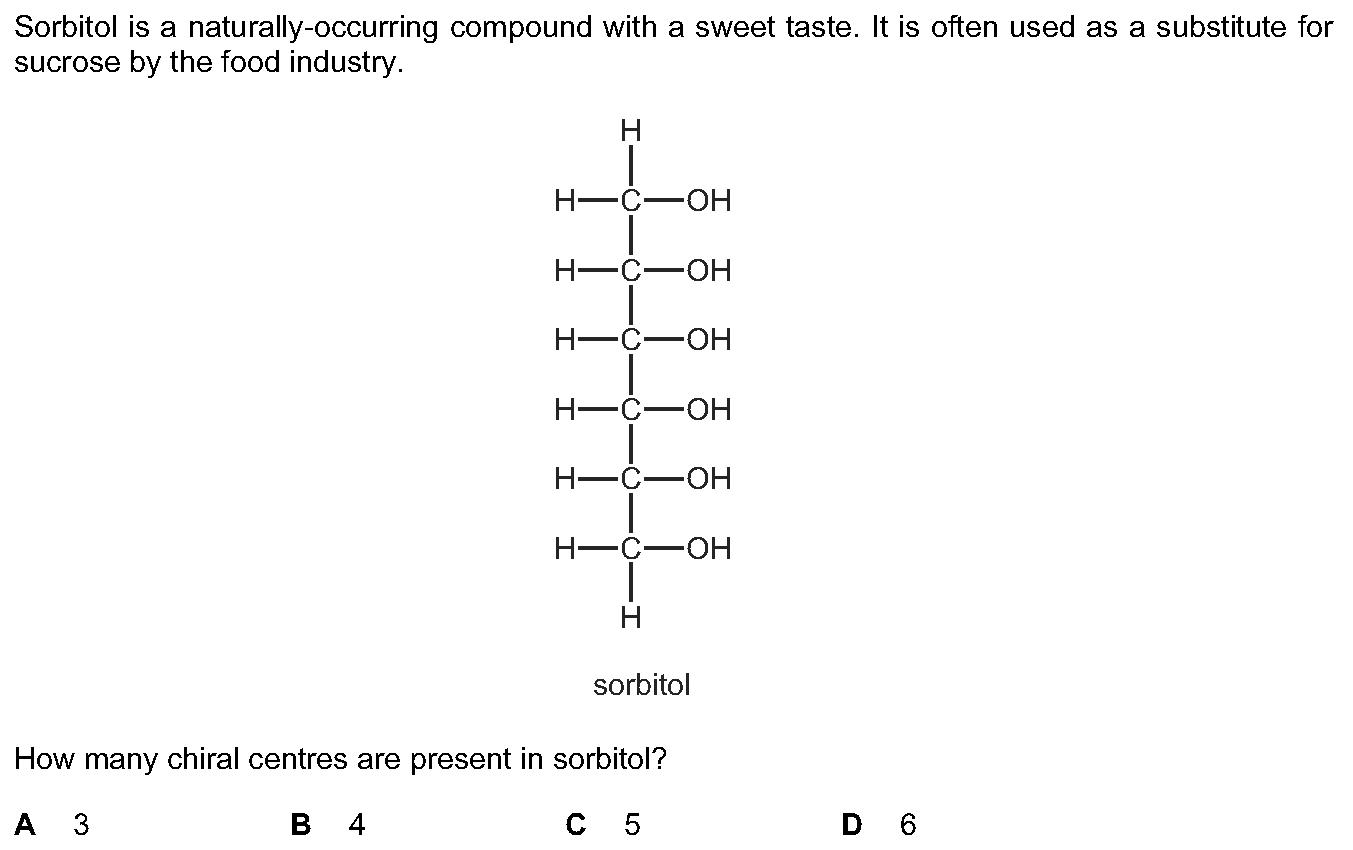 Sorbitol is a naturally-occurring compound with a sweet taste. It is often used as a substitute for
sucrose by the food industry.
H
H C OH
H C OH
H C OH
H C OH
H C OH
H C OH
H
sorbitol
How many chiral centres are present in sorbitol?
A 3 B 4 C 5 D 6